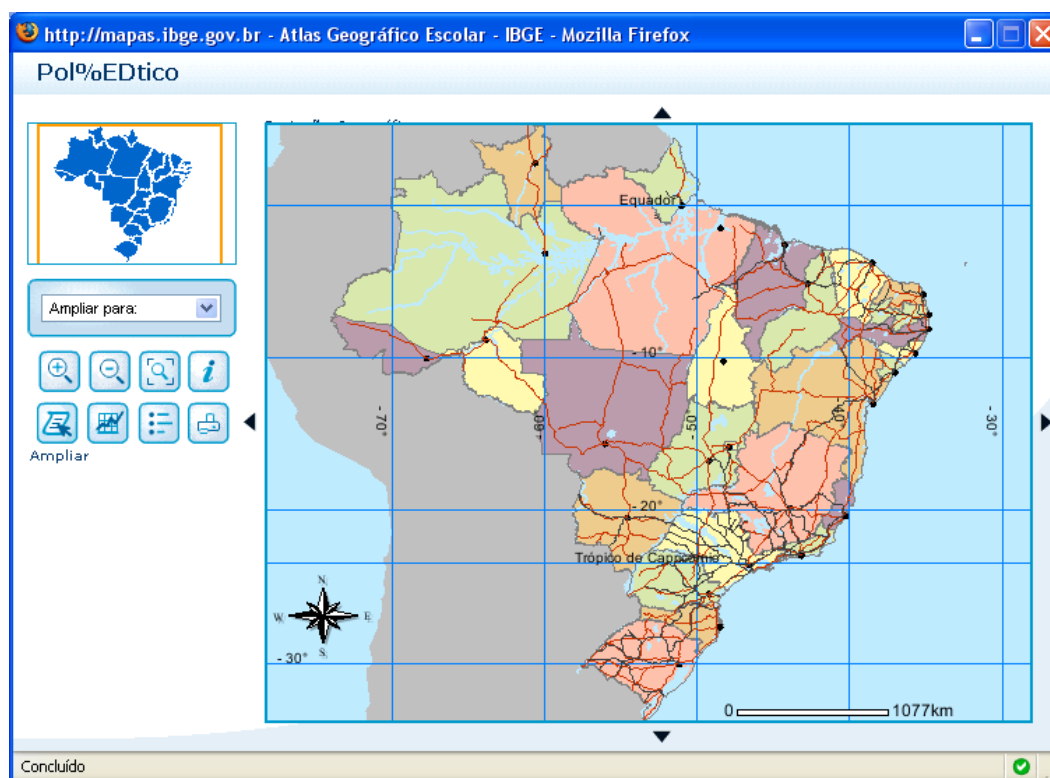 http://mapas.ibge.gov.br - Atlas Geográfico Escolar - IBGE - Mozilla Firefox
Pol%EDtico
Ampliar para:
Ampliar
Equador
- 10
- 70°
- 60°
- 50°
- 40°
- 30°
- 20°
Trópico de Capricórnio
N
W
E
S
- 30°
0
1077km
Concluído